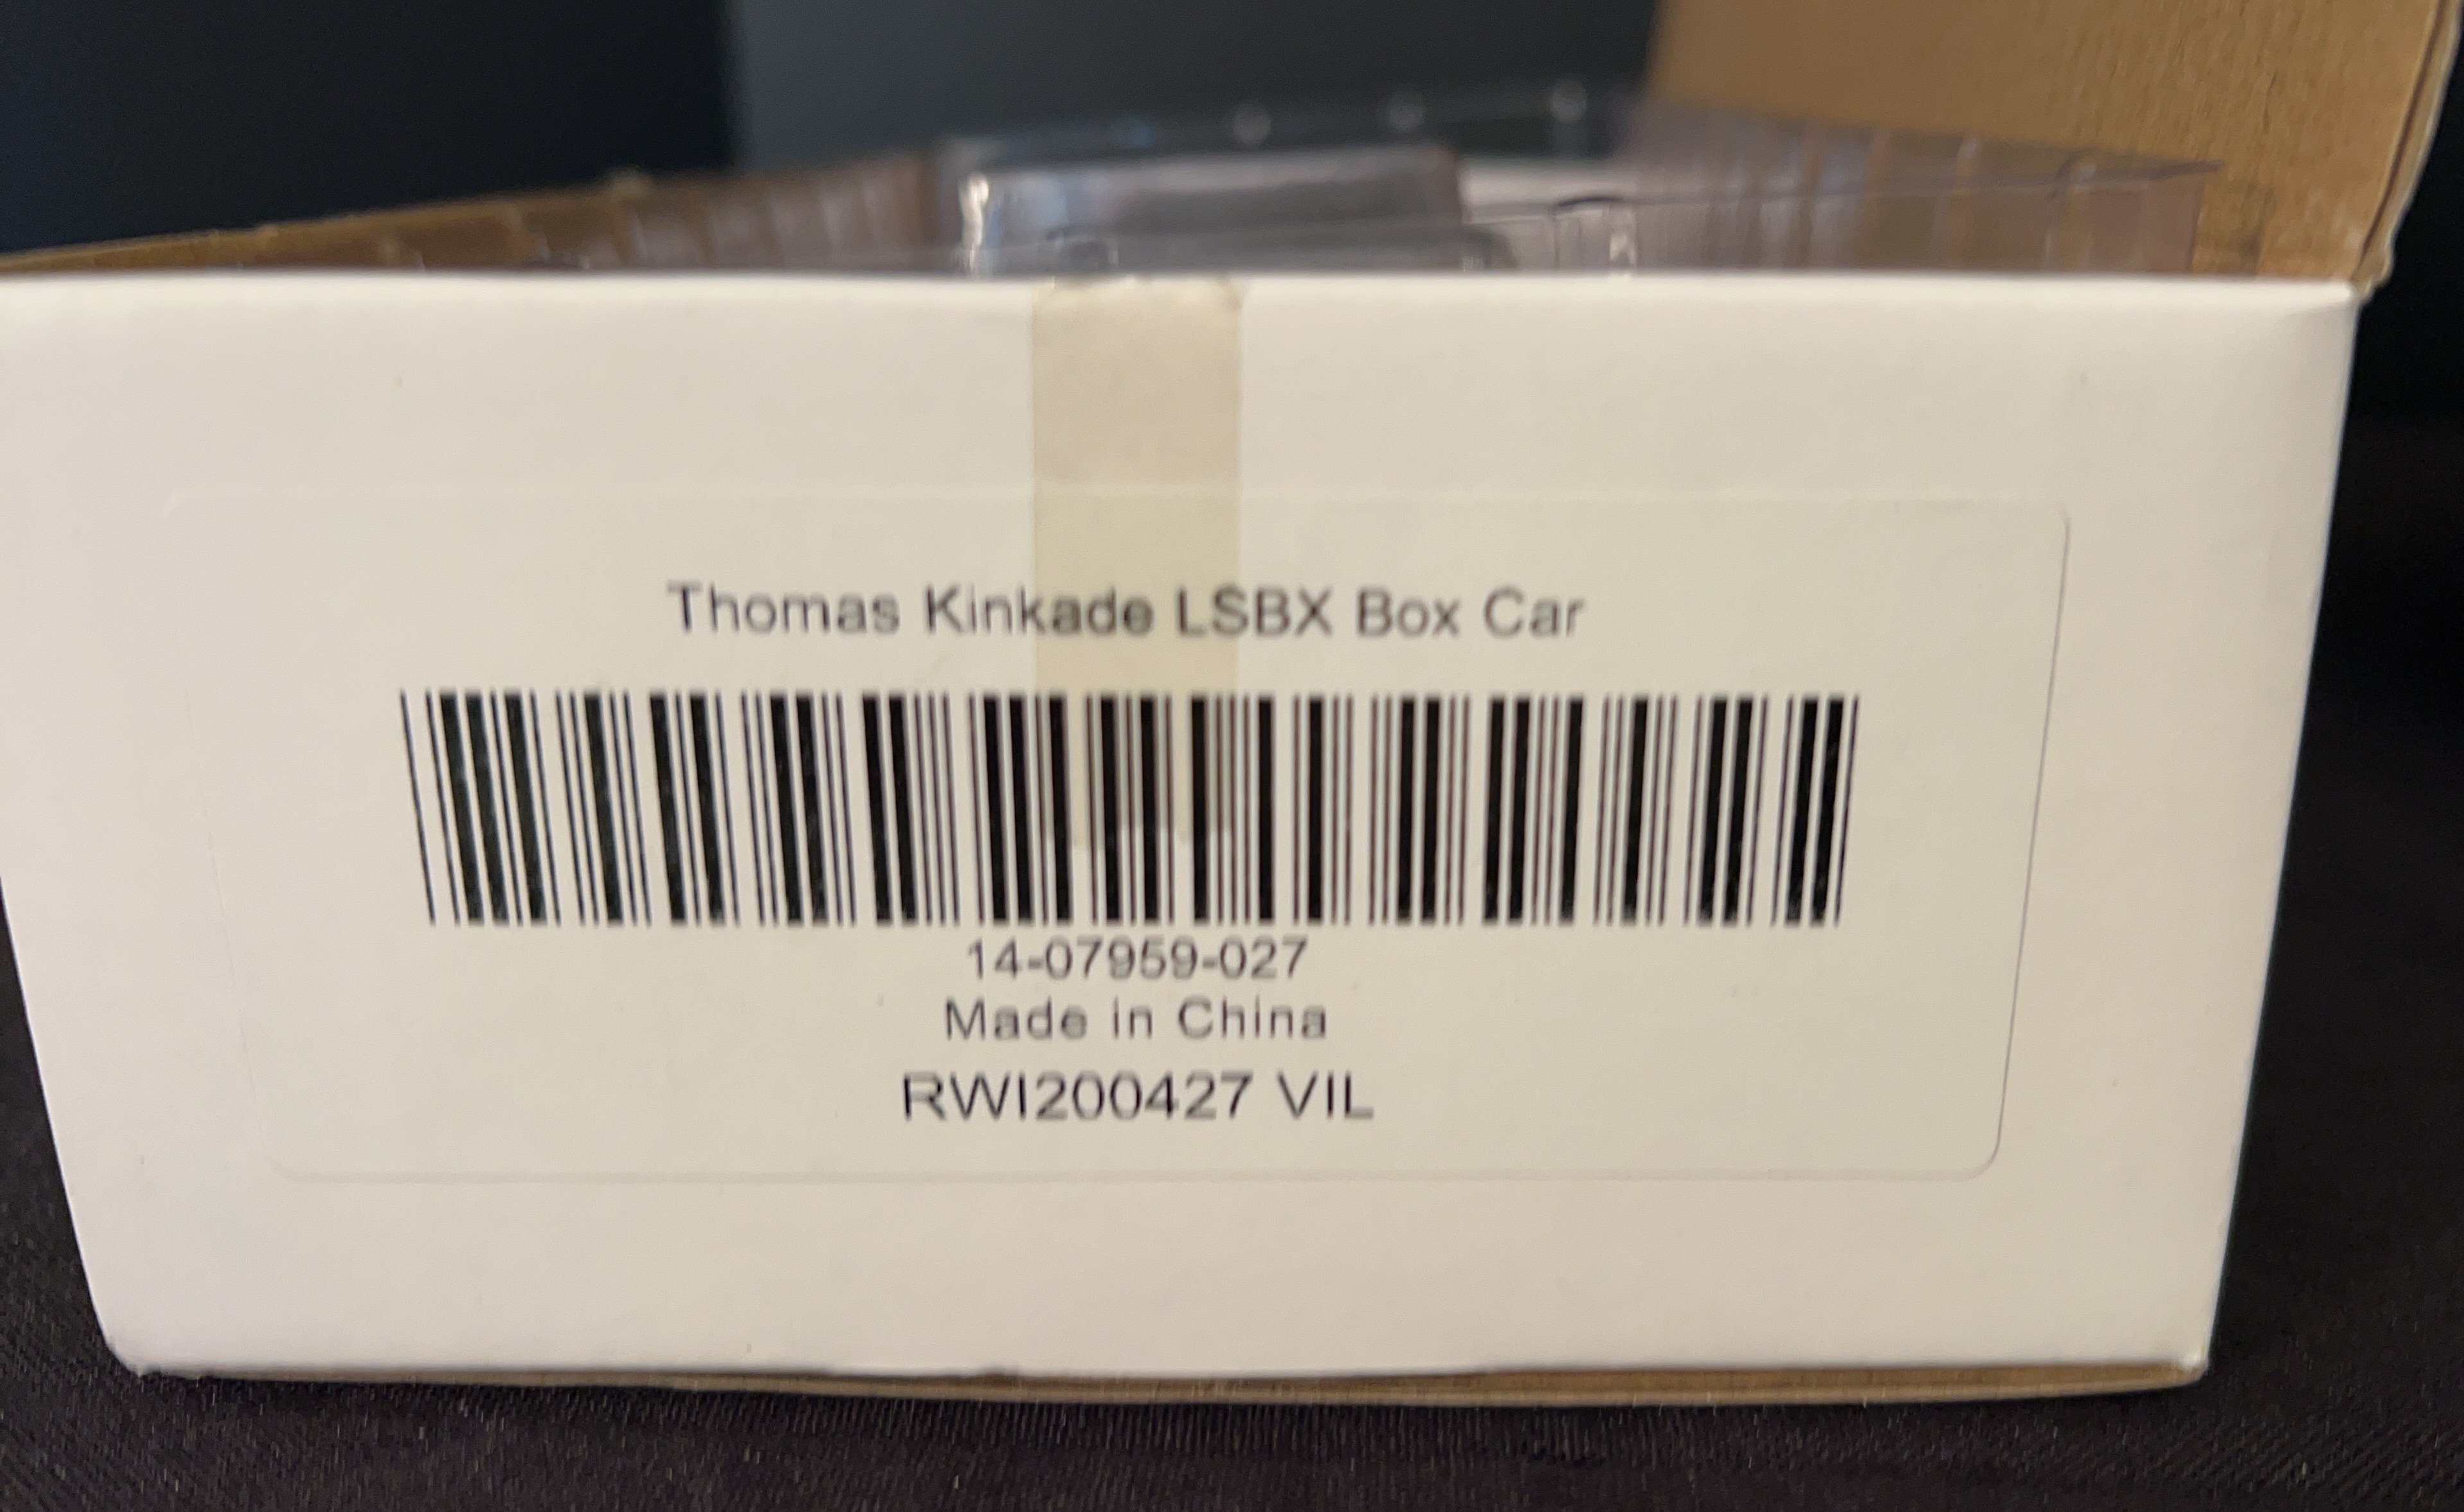 Thomas Kinkade LSBX Box Car
14-07959-027
Made in China
RWI200427 VIL